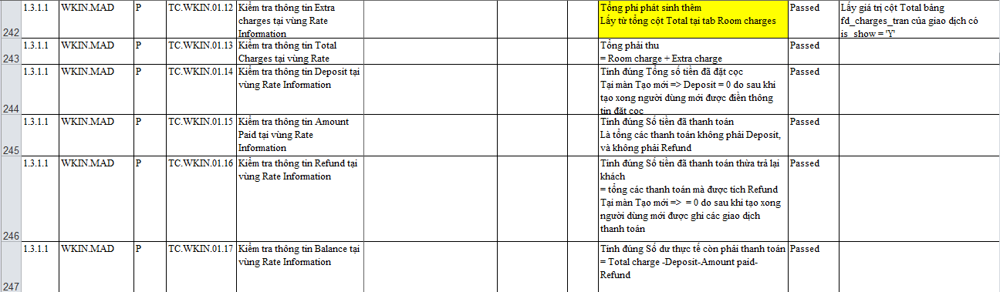 242 1.3.1.1 WKIN.MAD P TC.WKIN.01.12 Kiểm tra thông tin Extra charges tại vùng Rate Information Tổng phí phát sinh thêm Lấy từ tổng cột Total tại tab Room charges Passed Lấy giá trị cột Total bảng fd_charges_tran của giao dịch có is_show = 'Y'
243 1.3.1.1 WKIN.MAD P TC.WKIN.01.13 Kiểm tra thông tin Total Charges tại vùng Rate Tổng phải thu = Room charge + Extra charge Passed
244 1.3.1.1 WKIN.MAD P TC.WKIN.01.14 Kiểm tra thông tin Deposit tại vùng Rate Information Tính đúng Tổng số tiền đã đặt cọc Tại màn Tạo mới => Deposit = 0 do sau khi tạo xong người dùng mới được điền thông tin đặt cọc Passed
245 1.3.1.1 WKIN.MAD P TC.WKIN.01.15 Kiểm tra thông tin Amount Paid tại vùng Rate Information Tính đúng Số tiền đã thanh toán Là tổng các thanh toán không phải Deposit, và không phải Refund Passed
246 1.3.1.1 WKIN.MAD P TC.WKIN.01.16 Kiểm tra thông tin Refund tại vùng Rate Information Tính đúng Số tiền đã thanh toán thừa trả lại khách = tổng các thanh toán mà được tích Refund Tại màn Tạo mới => = 0 do sau khi tạo xong người dùng mới được ghi các giao dịch thanh toán Passed
247 1.3.1.1 WKIN.MAD P TC.WKIN.01.17 Kiểm tra thông tin Balance tại vùng Rate Information Tính đúng Số dư thực tế còn phải thanh toán = Total charge -Deposit-Amount paid- Refund Passed